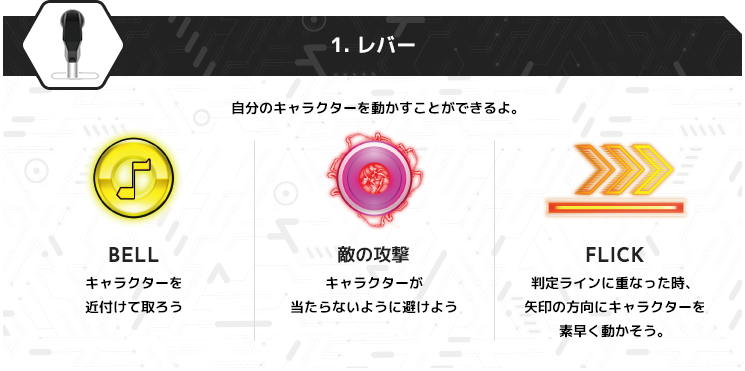 1. レバー
自分のキャラクターを動かすことができるよ。
BELL
キャラクターを
近付けて取ろう
敵の攻撃
キャラクターが
当たらないように避けよう
FLICK
判定ラインに重なった時、
矢印の方向にキャラクターを
素早く動かそう。